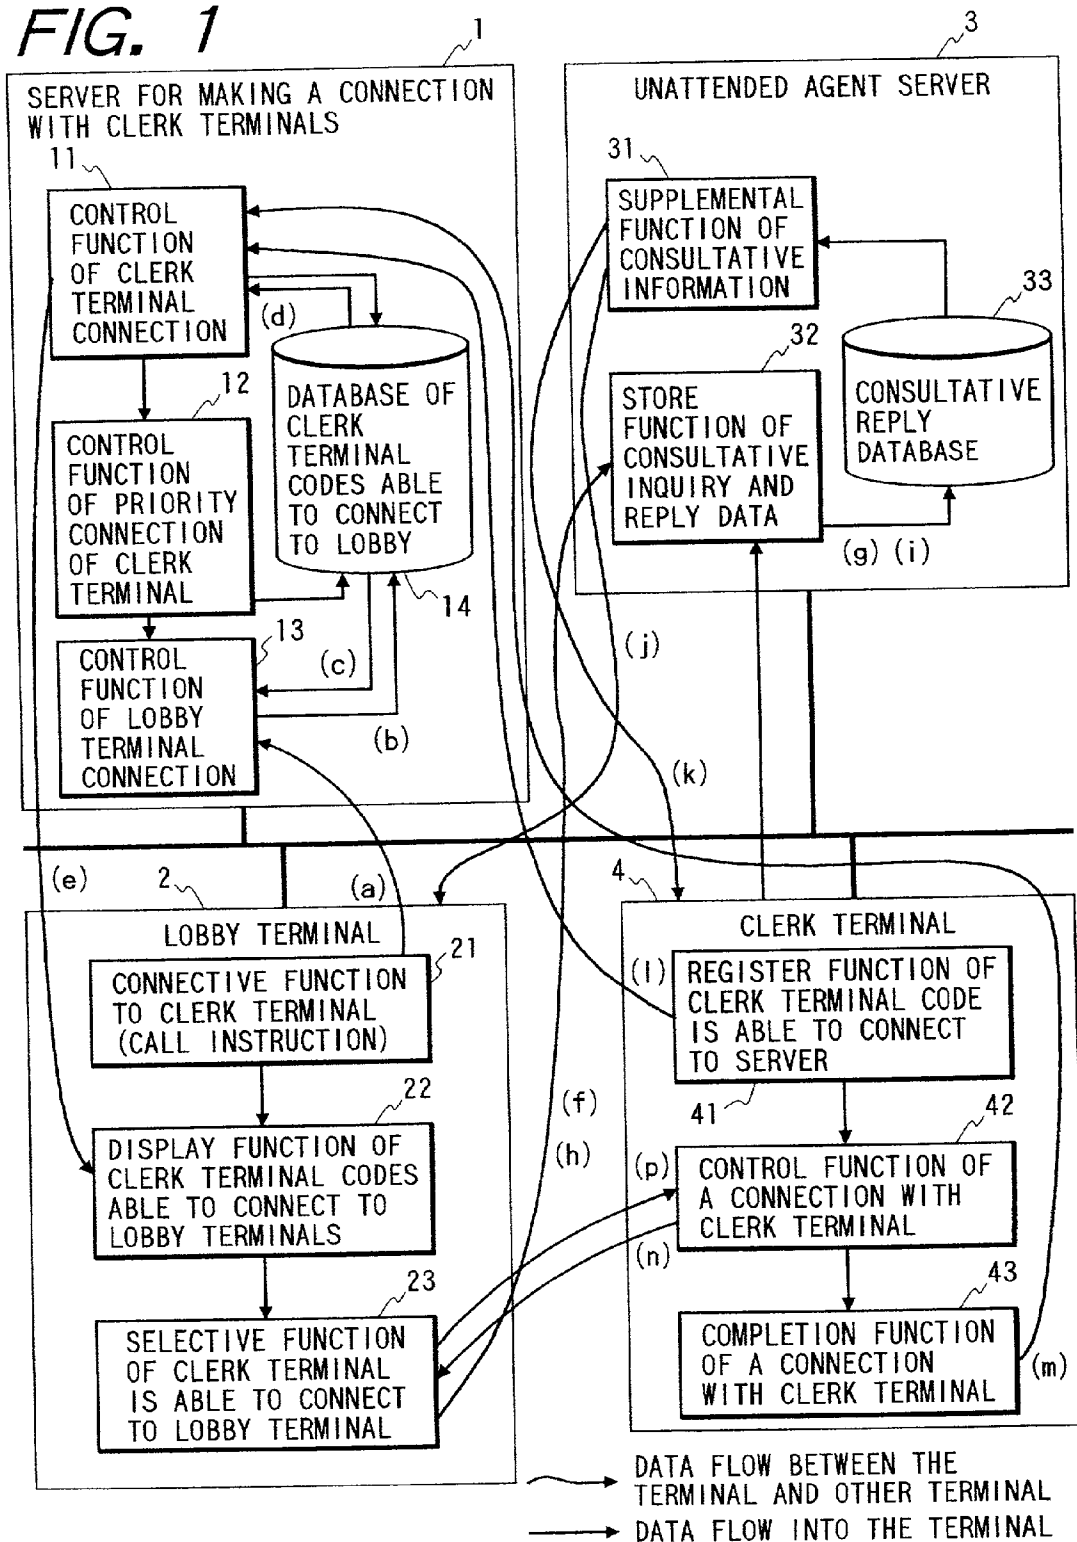 FIG. 1
1
SERVER FOR MAKING A CONNECTION
WITH CLERK TERMINALS
11
CONTROL
FUNCTION
OF CLERK
TERMINAL
CONNECTION
(d)
12
CONTROL
FUNCTION
OF PRIORITY
CONNECTION
OF CLERK
TERMINAL
DATABASE OF
CLERK
TERMINAL
CODES ABLE
TO CONNECT
TO LOBBY
14
13
CONTROL
FUNCTION
OF LOBBY
TERMINAL
CONNECTION
(c)
(b)
3
UNATTENDED AGENT SERVER
31
SUPPLEMENTAL
FUNCTION OF
CONSULTATIVE
INFORMATION
33
32
STORE
FUNCTION OF
CONSULTATIVE
INQUIRY AND
REPLY DATA
CONSULTATIVE
REPLY
DATABASE
(g) (i)
(j)
(k)
(e)
(a)
2
LOBBY TERMINAL
21
CONNECTIVE FUNCTION
TO CLERK TERMINAL
(CALL INSTRUCTION)
22
DISPLAY FUNCTION OF
CLERK TERMINAL CODES
ABLE TO CONNECT TO
LOBBY TERMINALS
23
SELECTIVE FUNCTION
OF CLERK TERMINAL
IS ABLE TO CONNECT
TO LOBBY TERMINAL
(f)
(h)
4
CLERK TERMINAL
(l)
REGISTER FUNCTION OF
CLERK TERMINAL CODE
IS ABLE TO CONNECT
TO SERVER
41
42
(p)
CONTROL FUNCTION OF
A CONNECTION WITH
CLERK TERMINAL
(n)
43
COMPLETION FUNCTION
OF A CONNECTION
WITH CLERK TERMINAL
(m)
DATA FLOW BETWEEN THE
TERMINAL AND OTHER TERMINAL
DATA FLOW INTO THE TERMINAL